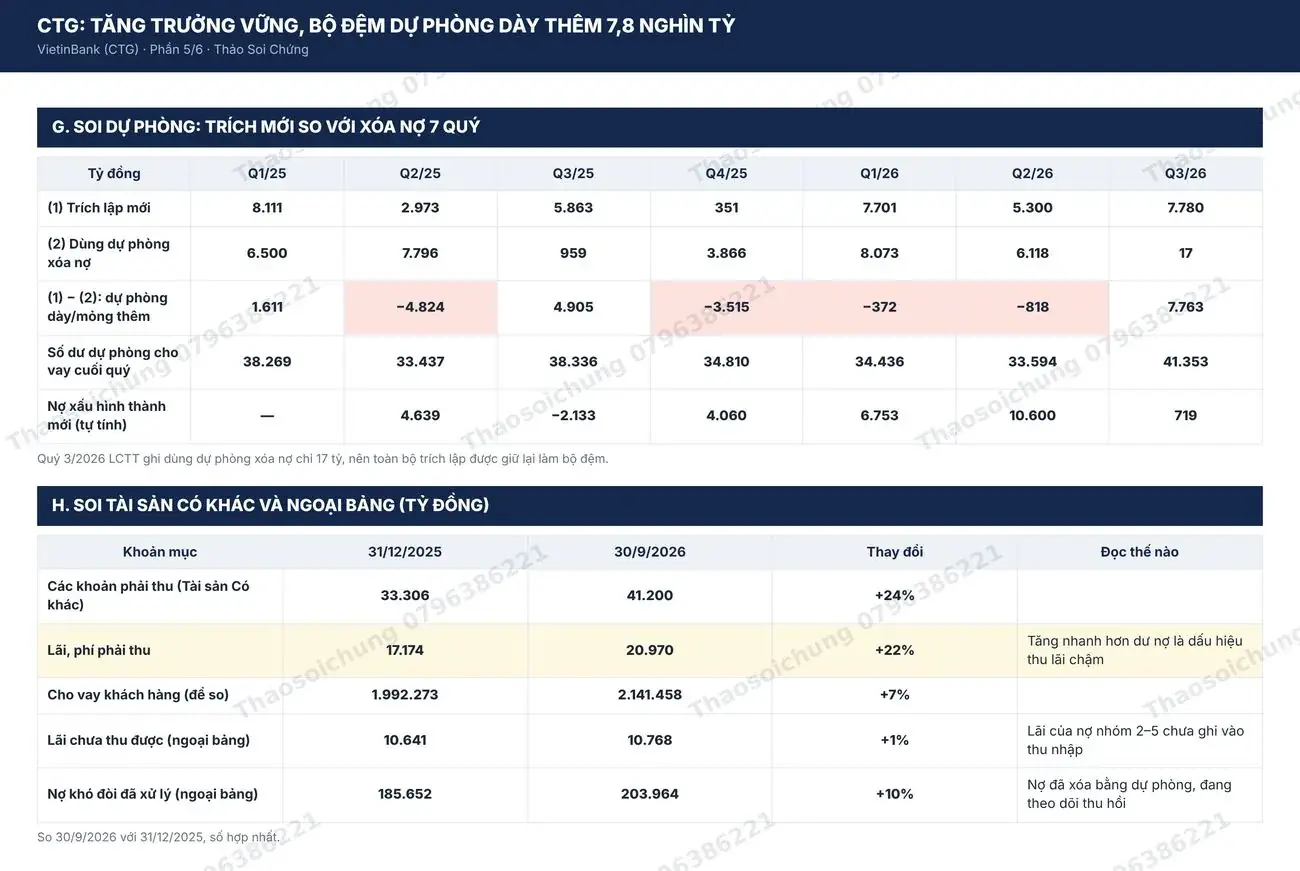 CTG: TĂNG TRƯỞNG VỮNG, BỘ ĐỆM DỰ PHÒNG DÀY THÊM 7,8 NGHÌN TỶ
VietinBank (CTG) · Phần 5/6 · Thảo Soi Chứng
G. SOI DỰ PHÒNG: TRÍCH MỚI SO VỚI XÓA NỢ 7 QUÝ
Tỷ đồng Q1/25 Q2/25 Q3/25 Q4/25 Q1/26 Q2/26 Q3/26
(1) Trích lập mới 8.111 2.973 5.863 351 7.701 5.300 7.780
(2) Dùng dự phòng
xóa nợ 6.500 7.796 959 3.866 8.073 6.118 17
(1) − (2): dự phòng
dày/mỏng thêm 1.611 −4.824 4.905 −3.515 −372 −818 7.763
Số dư dự phòng cho
vay cuối quý 38.269 33.437 38.336 34.810 34.436 33.594 41.353
Nợ xấu hình thành
mới (tự tính) — 4.639 −2.133 4.060 6.753 10.600 719
Quý 3/2026 LCTT ghi dùng dự phòng xóa nợ chỉ 17 tỷ, nên toàn bộ trích lập được giữ lại làm bộ đệm.
H. SOI TÀI SẢN CÓ KHÁC VÀ NGOẠI BẢNG (TỶ ĐỒNG)
Khoản mục 31/12/2025 30/9/2026 Thay đổi Đọc thế nào
Các khoản phải thu (Tài sản Có
khác) 33.306 41.200 +24%
Lãi, phí phải thu 17.174 20.970 +22% Tăng nhanh hơn dư nợ là dấu hiệu
thu lãi chậm
Cho vay khách hàng (để so) 1.992.273 2.141.458 +7%
Lãi chưa thu được (ngoại bảng) 10.641 10.768 +1% Lãi của nợ nhóm 2–5 chưa ghi vào
thu nhập
Nợ khó đòi đã xử lý (ngoại bảng) 185.652 203.964 +10% Nợ đã xóa bằng dự phòng, đang
theo dõi thu hồi
So 30/9/2026 với 31/12/2025, số hợp nhất.
Thaosoichung 0796386221